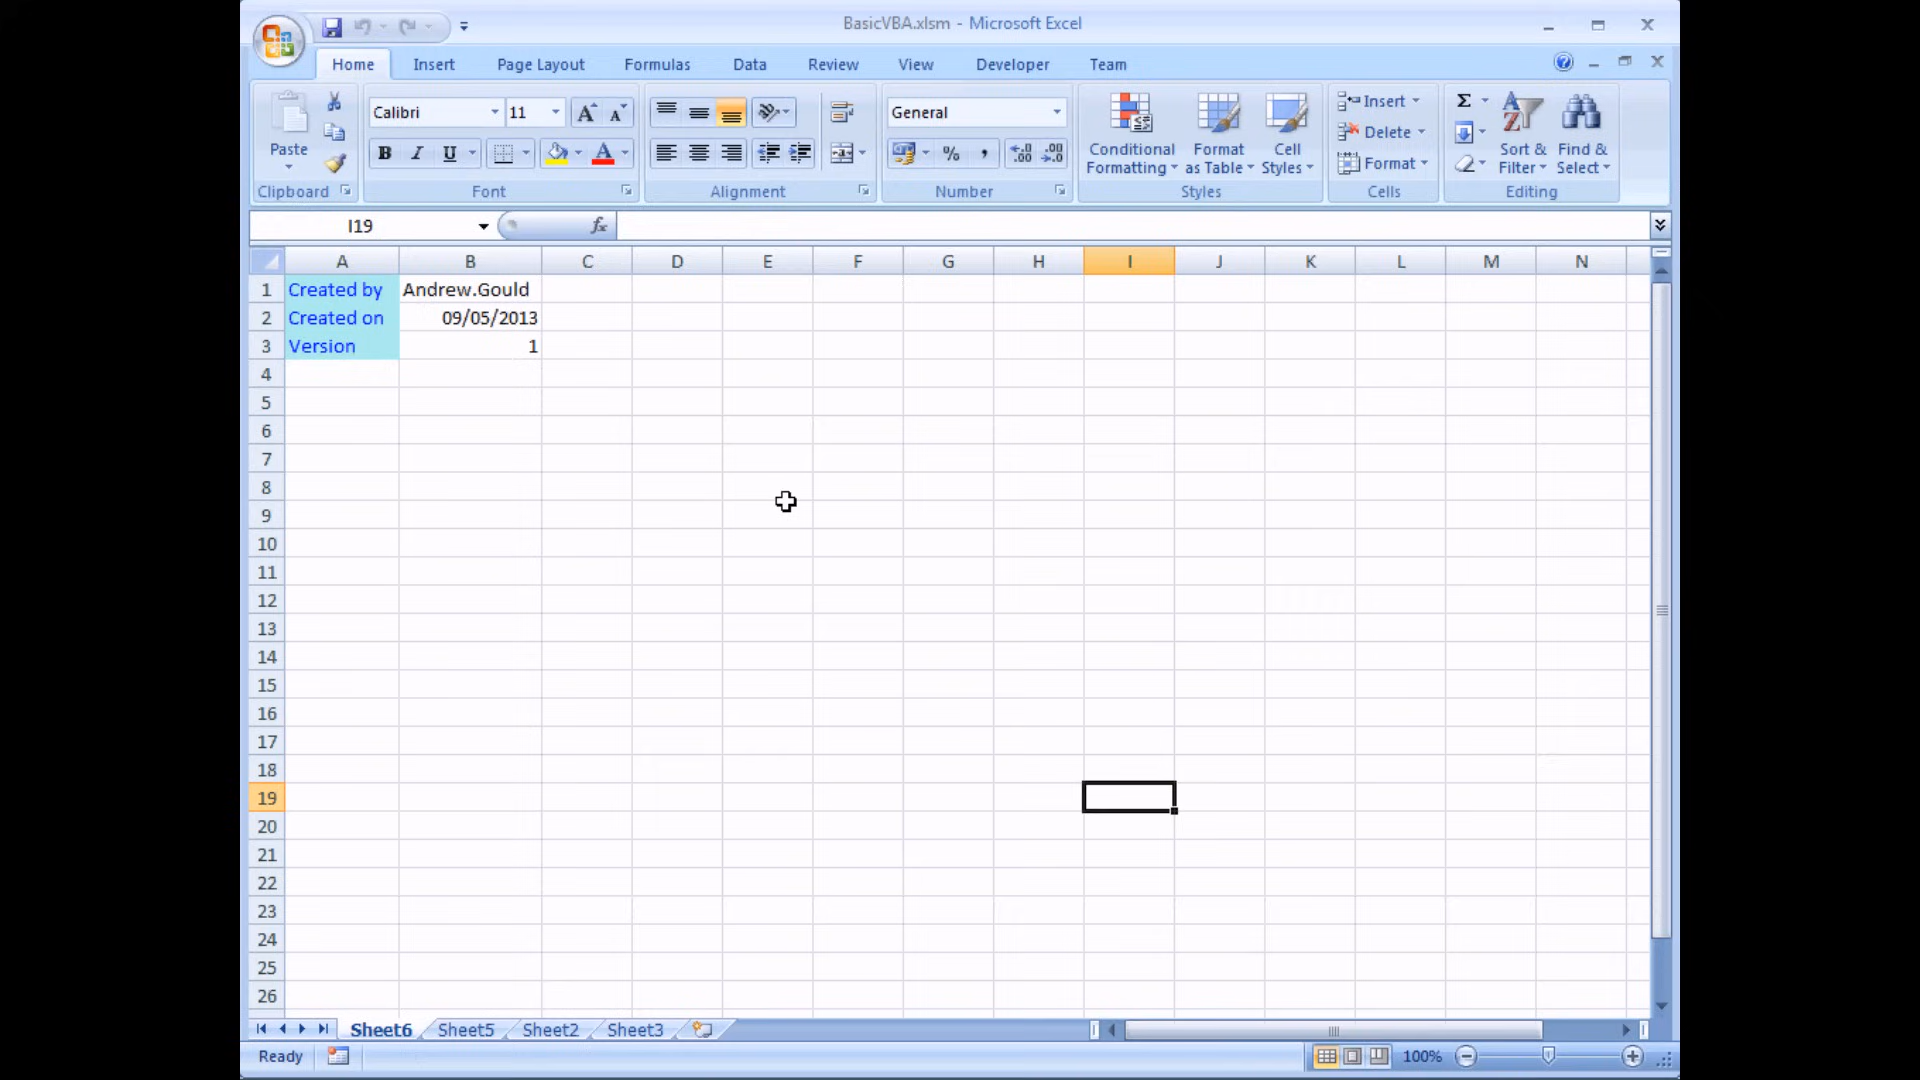 BasicVBA.xlsm - Microsoft Excel
Home Insert Page Layout Formulas Data Review View Developer Team
Calibri 11 General Insert
Delete
Paste B I U % , Conditional Formatting Format as Table Cell Styles Format Sort & Filter Find & Select
Clipboard Font Alignment Number Styles Cells Editing
I19 fx
A B C D E F G H I J K L M N
1 Created by Andrew.Gould
2 Created on 09/05/2013
3 Version 1
4
5
6
7
8
9
10
11
12
13
14
15
16
17
18
19
20
21
22
23
24
25
26
Sheet6 Sheet5 Sheet2 Sheet3
Ready 100%